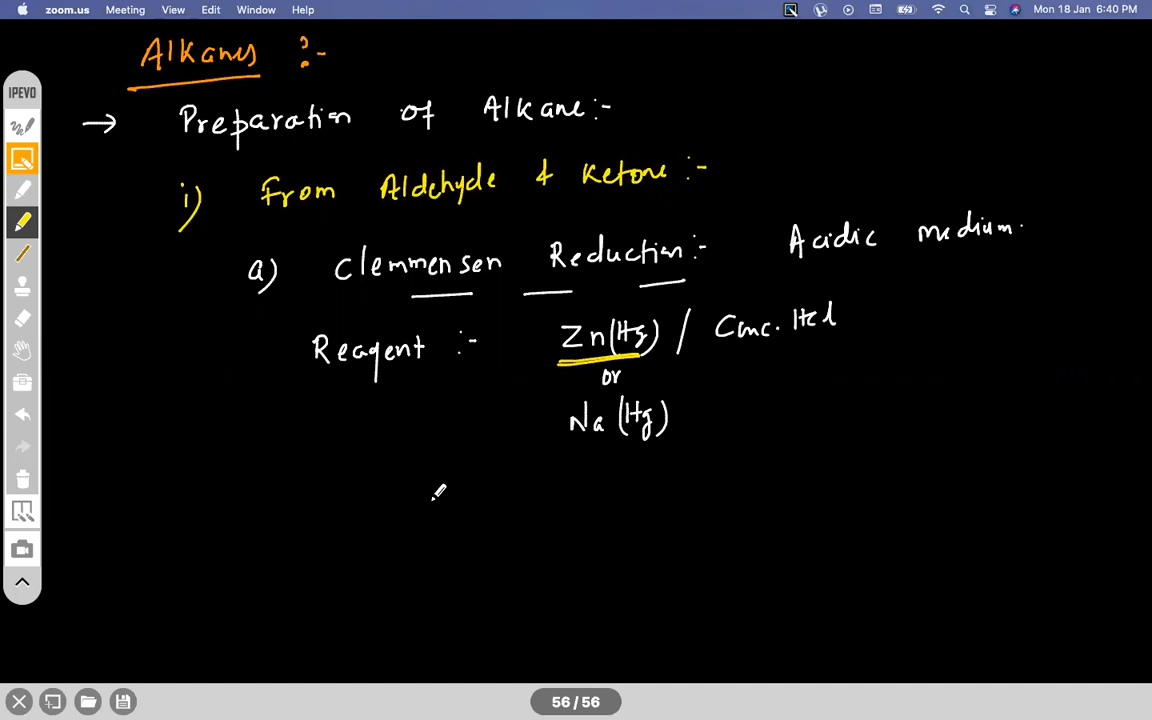 zoom.us Meeting View Edit Window Help Mon 18 Jan 6:40 PM
IPEVO
Alkanes :-
→ Preparation of Alkane:-
i) From Aldehyde & Ketone :-
a) Clemmensen Reduction:- Acidic medium.
Reagent :- Zn(Hg) / Conc. HCl
or
Na (Hg)
56/56